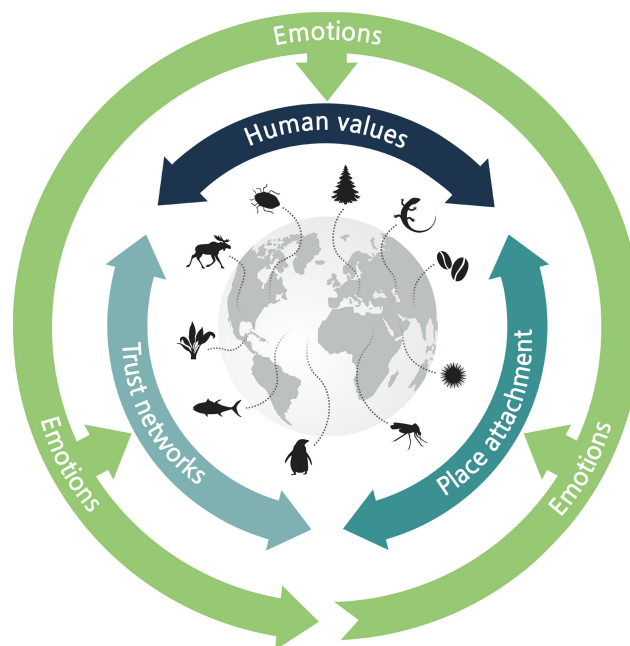 Emotions
Human values
Trust networks
Place attachment
Emotions
Emotions